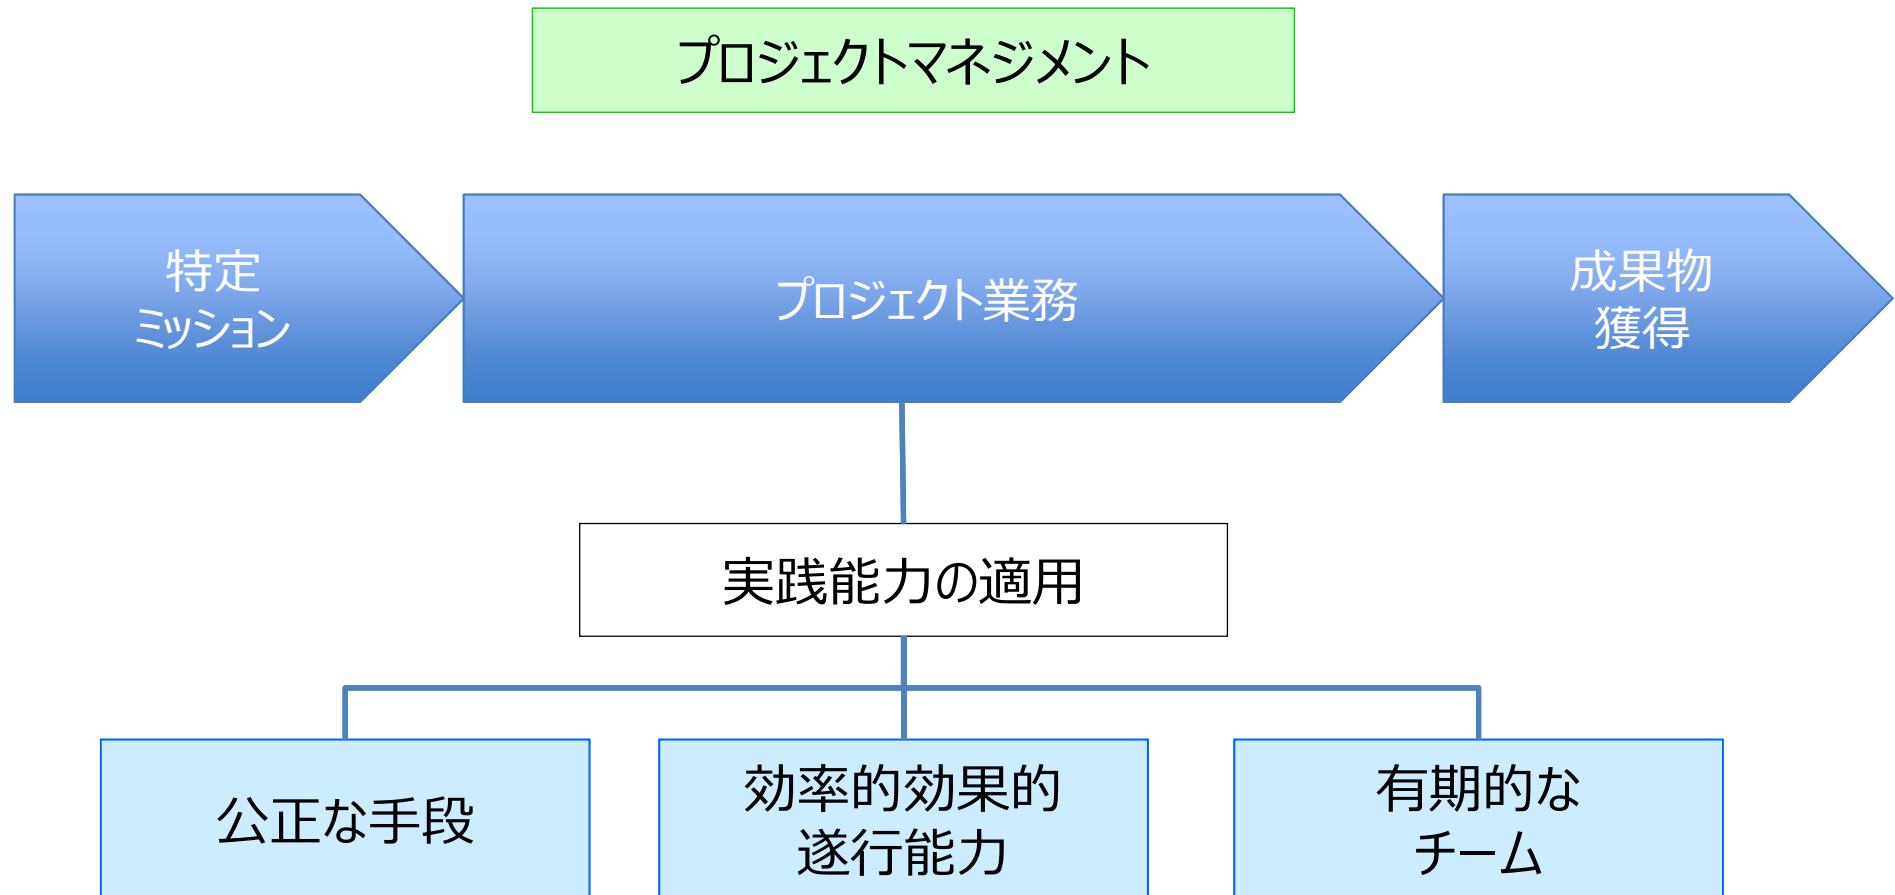 プロジェクトマネジメント
特定
ミッション
プロジェクト業務
成果物
獲得
実践能力の適用
公正な手段
効率的効果的
遂行能力
有期的な
チーム